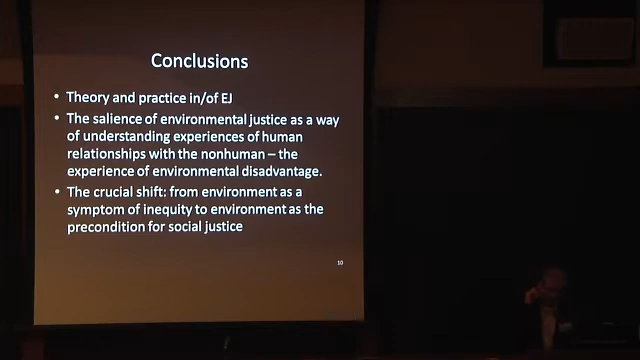 Conclusions
• Theory and practice in/of EJ
• The salience of environmental justice as a way
of understanding experiences of human
relationships with the nonhuman – the
experience of environmental disadvantage.
• The crucial shift: from environment as a
symptom of inequity to environment as the
precondition for social justice
10